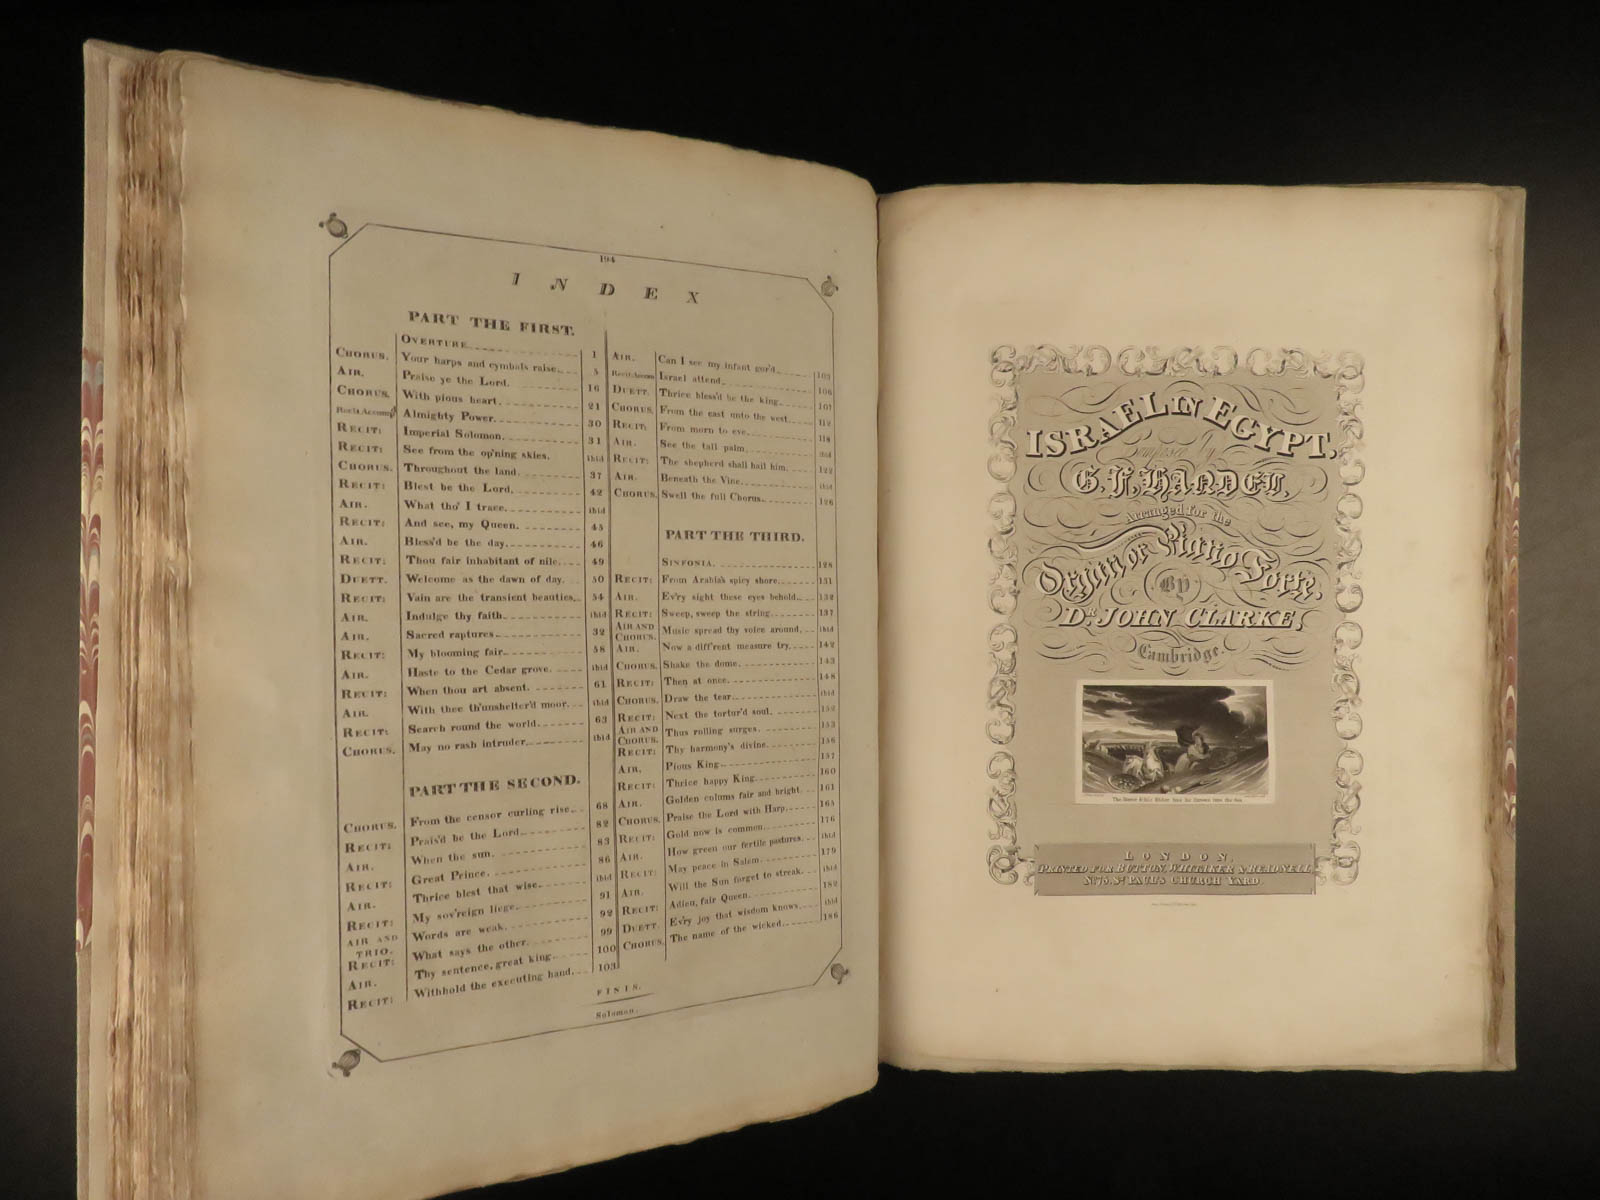 194
INDEX
PART THE FIRST.
OVERTURE 1
CHORUS. Your harps and cymbals raise. 5
AIR. Praise ye the Lord. 16
CHORUS. With pious heart. 21
Recit. Accomp Almighty Power. 30
RECIT: Imperial Solomon. 31
RECIT: See from the op'ning skies. ibid
CHORUS. Throughout the land. 37
RECIT: Blest be the Lord. 42
AIR. What tho' I trace. ibid
RECIT: And see, my Queen. 45
AIR. Bless'd be the day. 46
RECIT: Thou fair inhabitant of nile. 49
DUETT. Welcome as the dawn of day. 50
RECIT: Vain are the transient beauties. 54
AIR. Indulge thy faith. ibid
AIR. Sacred raptures 32
RECIT: My blooming fair. 58
AIR. Haste to the Cedar grove. ibid
RECIT: When thou art absent. 61
AIR. With thee th'unshelter'd moor. ibid
RECIT: Search round the world. 63
CHORUS. May no rash intruder. ibid
PART THE SECOND.
CHORUS. From the censor curling rise. 68
RECIT: Prais'd be the Lord. 82
AIR. When the sun. 83
RECIT: Great Prince. 86
AIR. Thrice blest that wise. ibid
RECIT: My sov'reign liege. 91
AIR AND TRIO. Words are weak. 92
RECIT: What says the other. 99
AIR. Thy sentence, great king. 100
RECIT: Withhold the executing hand. 103
AIR. Can I see my infant gor'd. 103
Recit: Accom Israel attend. 106
DUETT. Thrice bless'd be the king. 107
CHORUS. From the east unto the west. 112
RECIT: From morn to eve. 118
AIR. See the tall palm. ibid
RECIT: The shepherd shall hail him. 122
AIR. Beneath the Vine. ibid
CHORUS. Swell the full Chorus. 126
PART THE THIRD.
SINFONIA. 128
RECIT: From Arabia's spicy shore. 131
AIR. Ev'ry sight these eyes behold. 132
RECIT: Sweep, sweep the string. 137
AIR AND CHORUS. Music spread thy voice around. ibid
AIR. Now a diff'rent measure try. 142
CHORUS. Shake the dome. 143
RECIT: Then at once. 148
CHORUS. Draw the tear ibid
RECIT: Next the tortur'd soul. 152
AIR AND CHORUS. Thus rolling surges. 153
RECIT: Thy harmony's divine. 156
AIR. Pious King. 157
RECIT: Thrice happy King. 160
AIR. Golden colums fair and bright. 161
CHORUS. Praise the Lord with Harp. 165
RECIT: Gold now is common. 176
AIR. How green our fertile pastures. ibid
RECIT: May peace in Salem. 179
AIR. Will the Sun forget to streak. ibid
RECIT: Adieu, fair Queen. 182
DUETT. Ev'ry joy that wisdom knows. ibid
CHORUS. The name of the wicked. 186
FINIS.
Solomon.
ISRAEL IN EGYPT,
Composed by
G. F. HANDEL,
Arranged for the
Organ or Piano Forte,
By
DR. JOHN CLARKE,
Cambridge.
The Horse & his Rider has he thrown into the Sea.
LONDON,
PRINTED FOR BUTTON, WHITAKER & BEADNELL,
No. 75, St. PAUL'S CHURCH YARD.